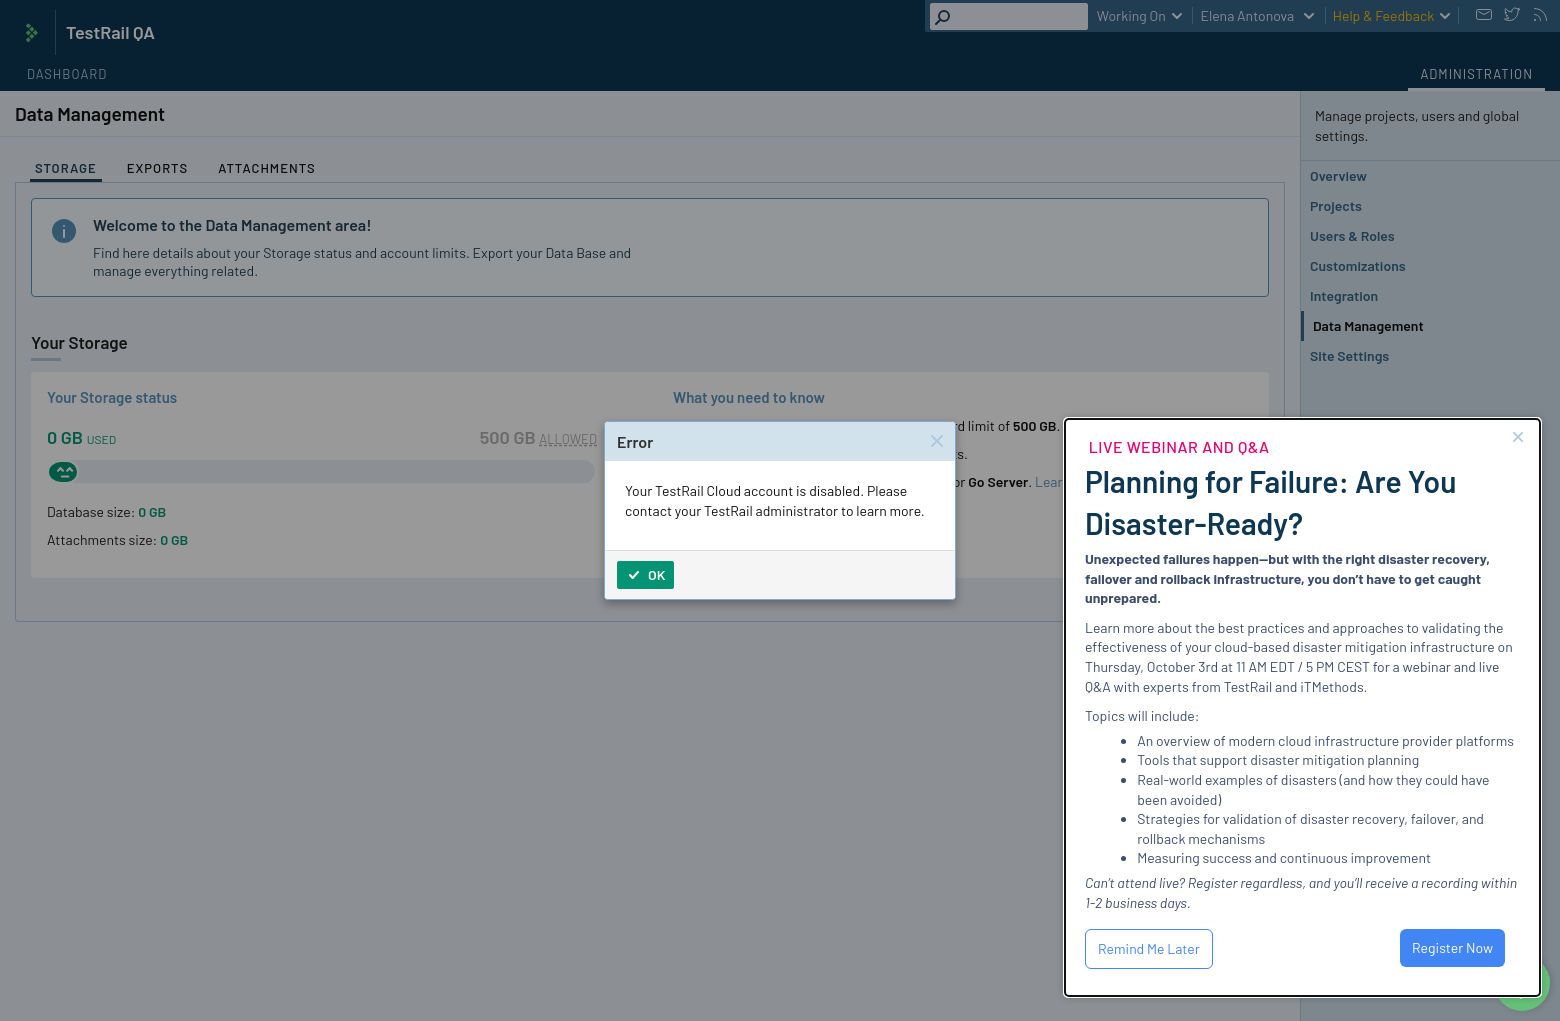 TestRail QA
Working On
Elena Antonova
Help & Feedback
DASHBOARD
ADMINISTRATION
Data Management
STORAGE
EXPORTS
ATTACHMENTS
Welcome to the Data Management area!
Find here details about your Storage status and account limits. Export your Data Base and
manage everything related.
Your Storage
Your Storage status
0 GB USED
500 GB ALLOWED
Database size: 0 GB
Attachments size: 0 GB
What you need to know
rd limit of 500 GB.
ts.
or Go Server. Lear
Manage projects, users and global
settings.
Overview
Projects
Users & Roles
Customizations
Integration
Data Management
Site Settings
Error
Your TestRail Cloud account is disabled. Please
contact your TestRail administrator to learn more.
OK
LIVE WEBINAR AND Q&A
Planning for Failure: Are You
Disaster-Ready?
Unexpected failures happen—but with the right disaster recovery,
failover and rollback infrastructure, you don’t have to get caught
unprepared.
Learn more about the best practices and approaches to validating the
effectiveness of your cloud-based disaster mitigation infrastructure on
Thursday, October 3rd at 11 AM EDT / 5 PM CEST for a webinar and live
Q&A with experts from TestRail and iTMethods.
Topics will include:
• An overview of modern cloud infrastructure provider platforms
• Tools that support disaster mitigation planning
• Real-world examples of disasters (and how they could have
been avoided)
• Strategies for validation of disaster recovery, failover, and
rollback mechanisms
• Measuring success and continuous improvement
Can’t attend live? Register regardless, and you’ll receive a recording within
1-2 business days.
Remind Me Later
Register Now